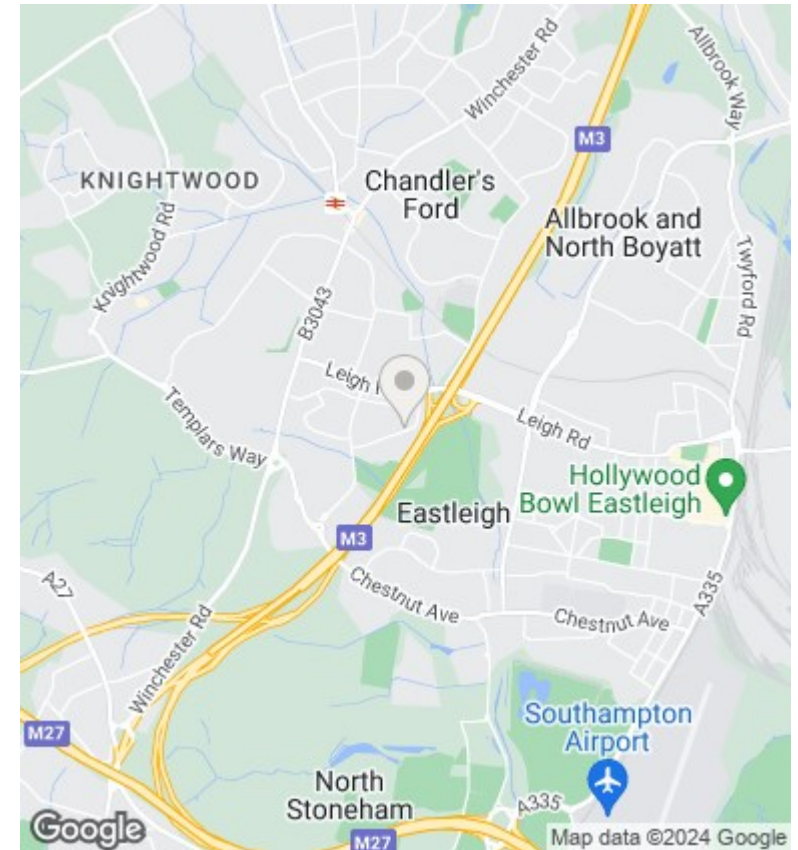 Allbrook Way
Winchester Rd
M3
KNIGHTWOOD
Chandler's
Ford
Allbrook and
North Boyatt
Knightwood Rd
Twyford Rd
B3043
Leigh
Leigh Rd
Templars Way
Hollywood
Bowl Eastleigh
Eastleigh
M3
A27
Chestnut Ave
Chestnut Ave
A335
Winchester Rd
Southampton
Airport
M27
North
Stoneham
A335
M27
Google
Map data ©2024 Google